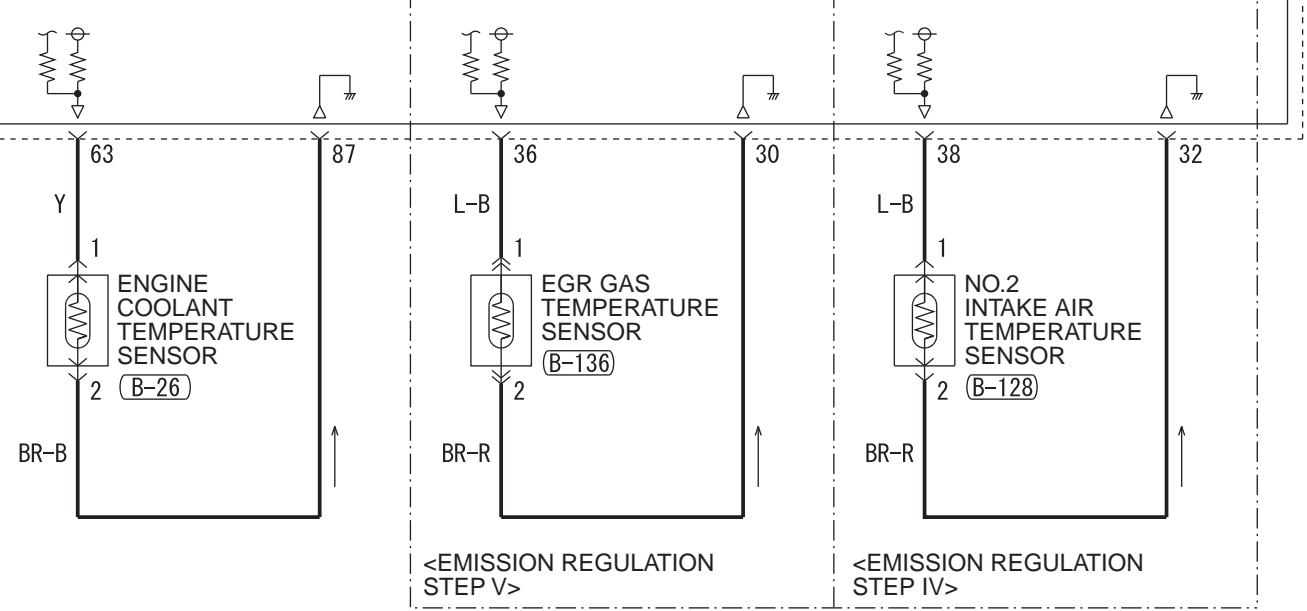 63
87
36
30
38
32
Y
L-B
L-B
1
1
1
ENGINE
COOLANT
TEMPERATURE
SENSOR
B-26
EGR GAS
TEMPERATURE
SENSOR
B-136
NO.2
INTAKE AIR
TEMPERATURE
SENSOR
B-128
2
2
2
BR-B
BR-R
BR-R
<EMISSION REGULATION
STEP V>
<EMISSION REGULATION
STEP IV>